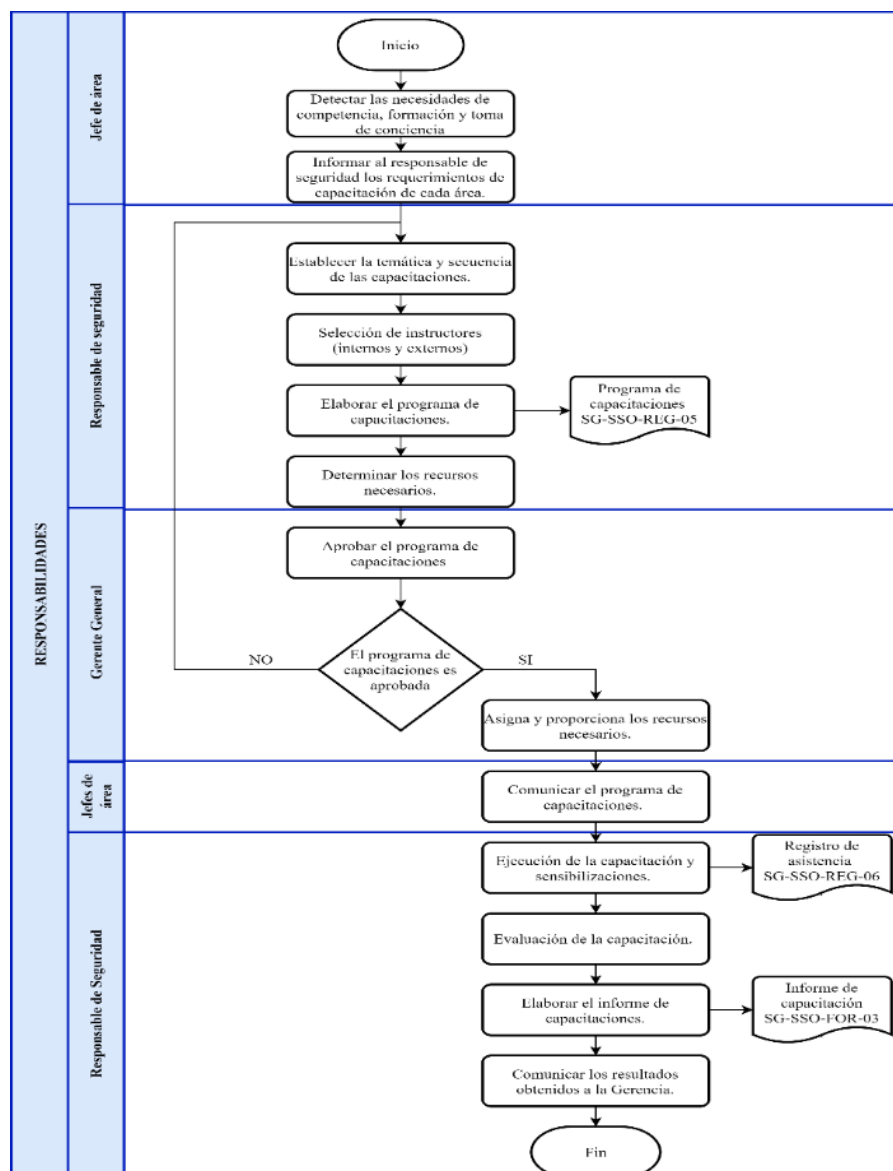 RESPONSABILIDADES
Jefe de área
Inicio
Detectar las necesidades de
competencia, formación y toma
de conciencia
Informar al responsable de
seguridad los requerimientos de
capacitación de cada área.
Responsable de seguridad
Establecer la temática y secuencia
de las capacitaciones.
Selección de instructores
(internos y externos)
Elaborar el programa de
capacitaciones.
Programa de
capacitaciones
SG-SSO-REG-05
Determinar los recursos
necesarios.
Gerente General
Aprobar el programa de
capacitaciones
El programa de
capacitaciones es
aprobada
NO
SI
Asigna y proporciona los recursos
necesarios.
Jefes de
área
Comunicar el programa de
capacitaciones.
Responsable de Seguridad
Ejecución de la capacitación y
sensibilizaciones.
Registro de
asistencia
SG-SSO-REG-06
Evaluación de la capacitación.
Elaborar el informe de
capacitaciones.
Informe de
capacitación
SG-SSO-FOR-03
Comunicar los resultados
obtenidos a la Gerencia.
Fin